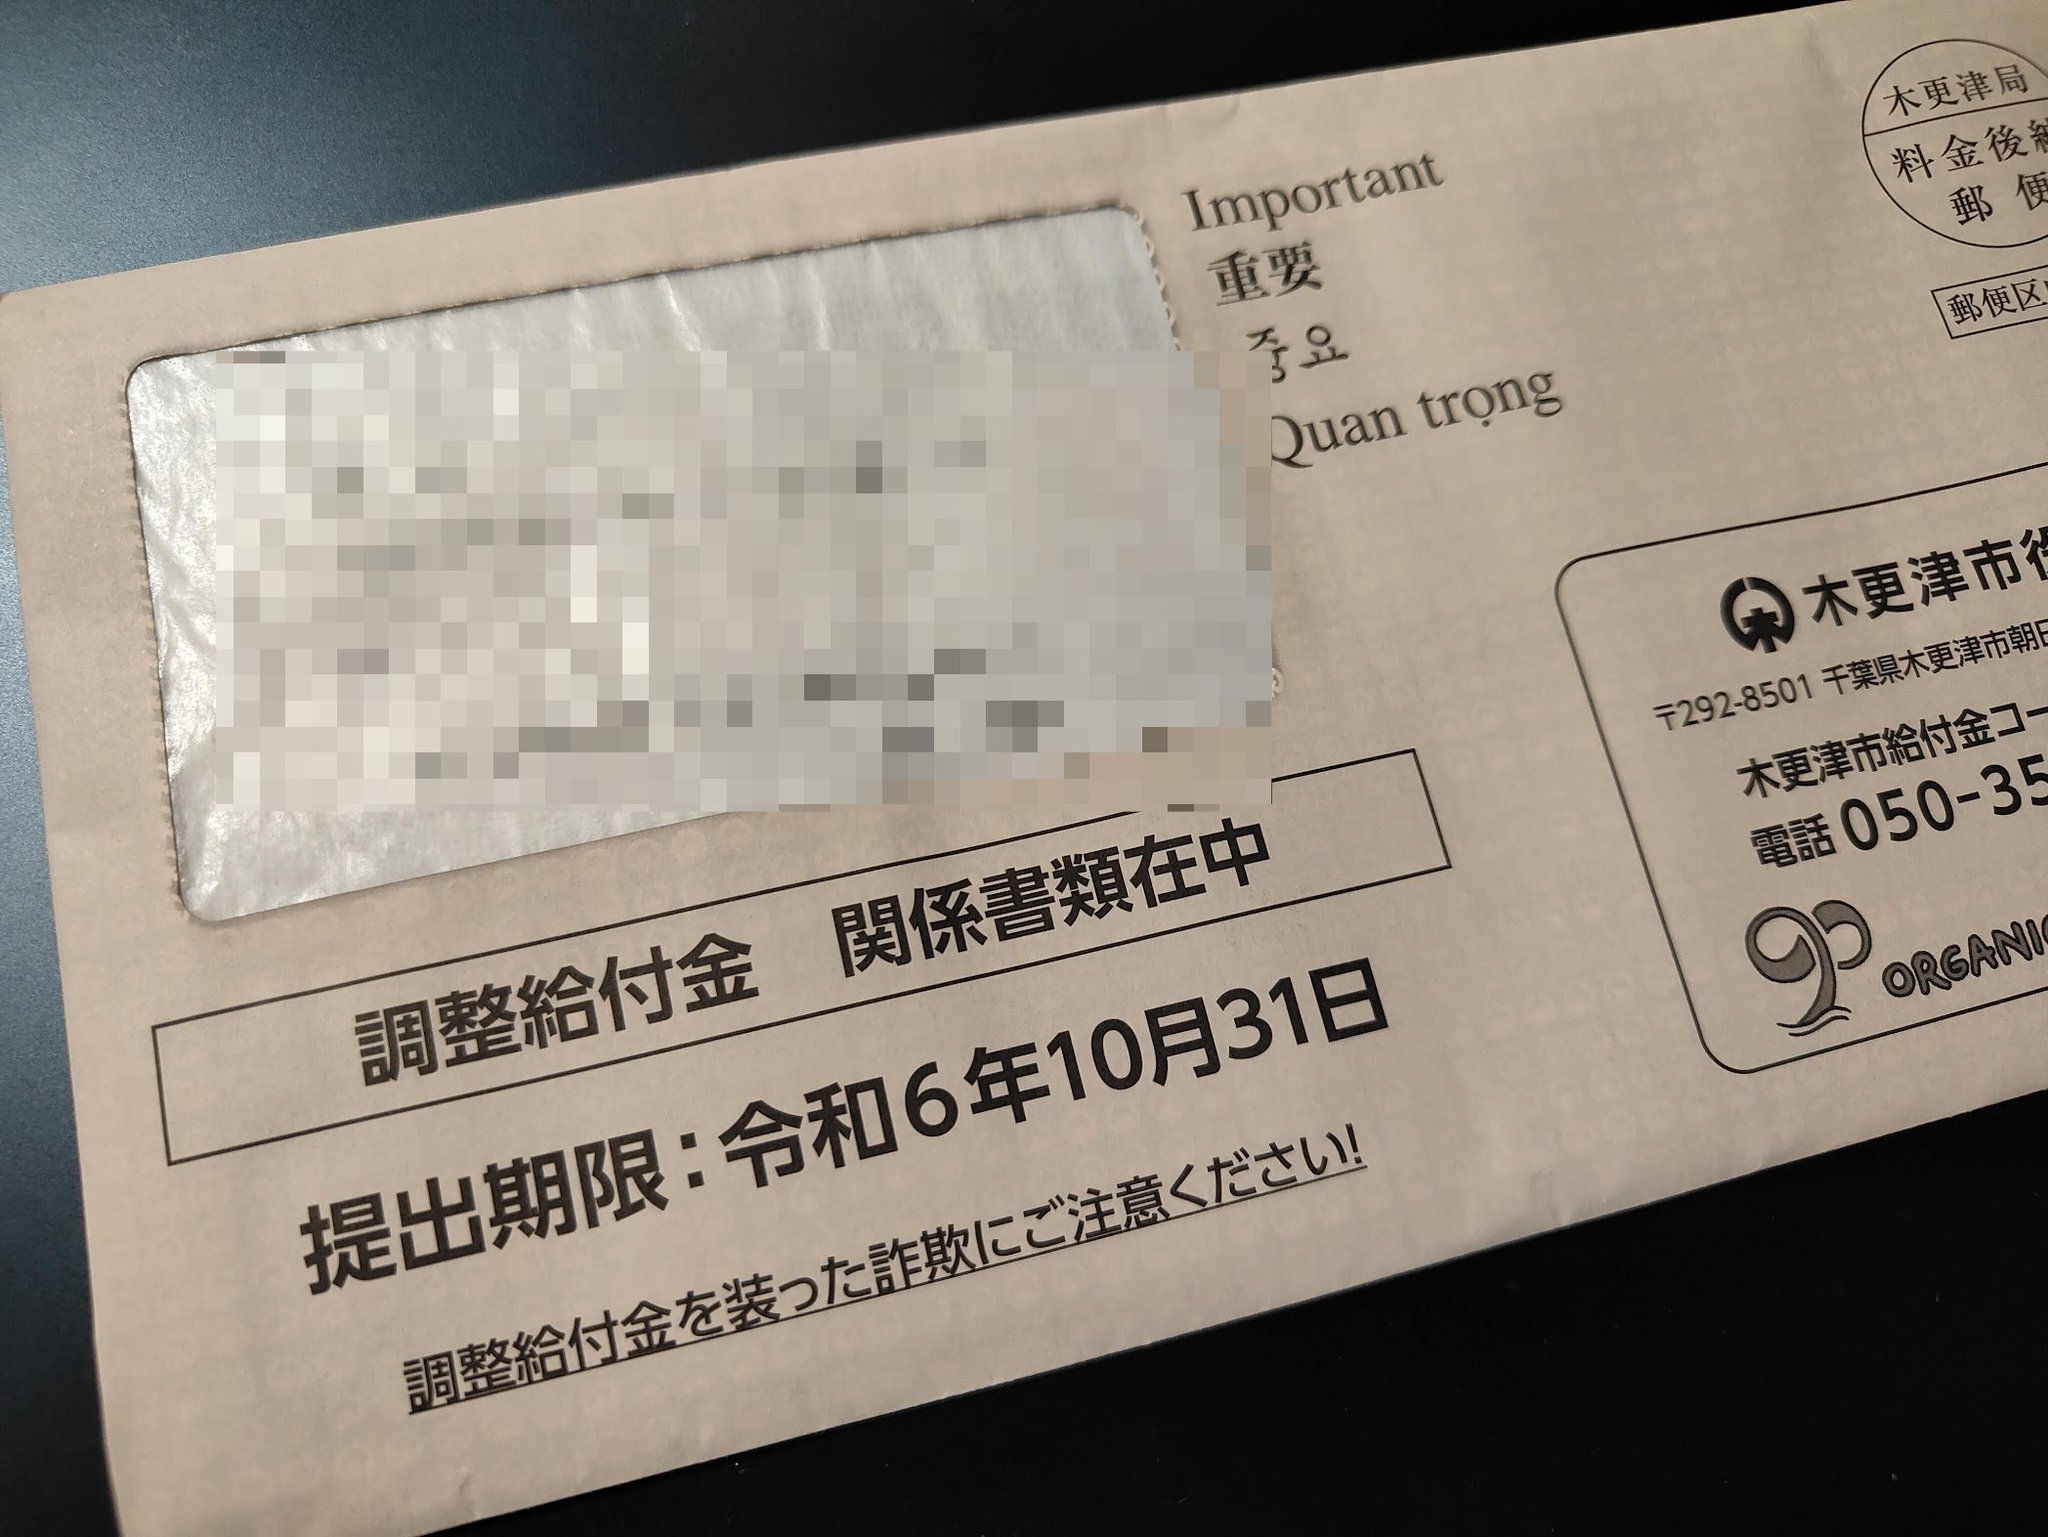 Important
重要
중요
Quan trọng
木更津局
料金後納
郵便
郵便区
木更津市役
〒292-8501 千葉県木更津市朝日
木更津市給付金コー
電話 050-35
ORGANIC
調整給付金 関係書類在中
提出期限:令和6年10月31日
調整給付金を装った詐欺にご注意ください!